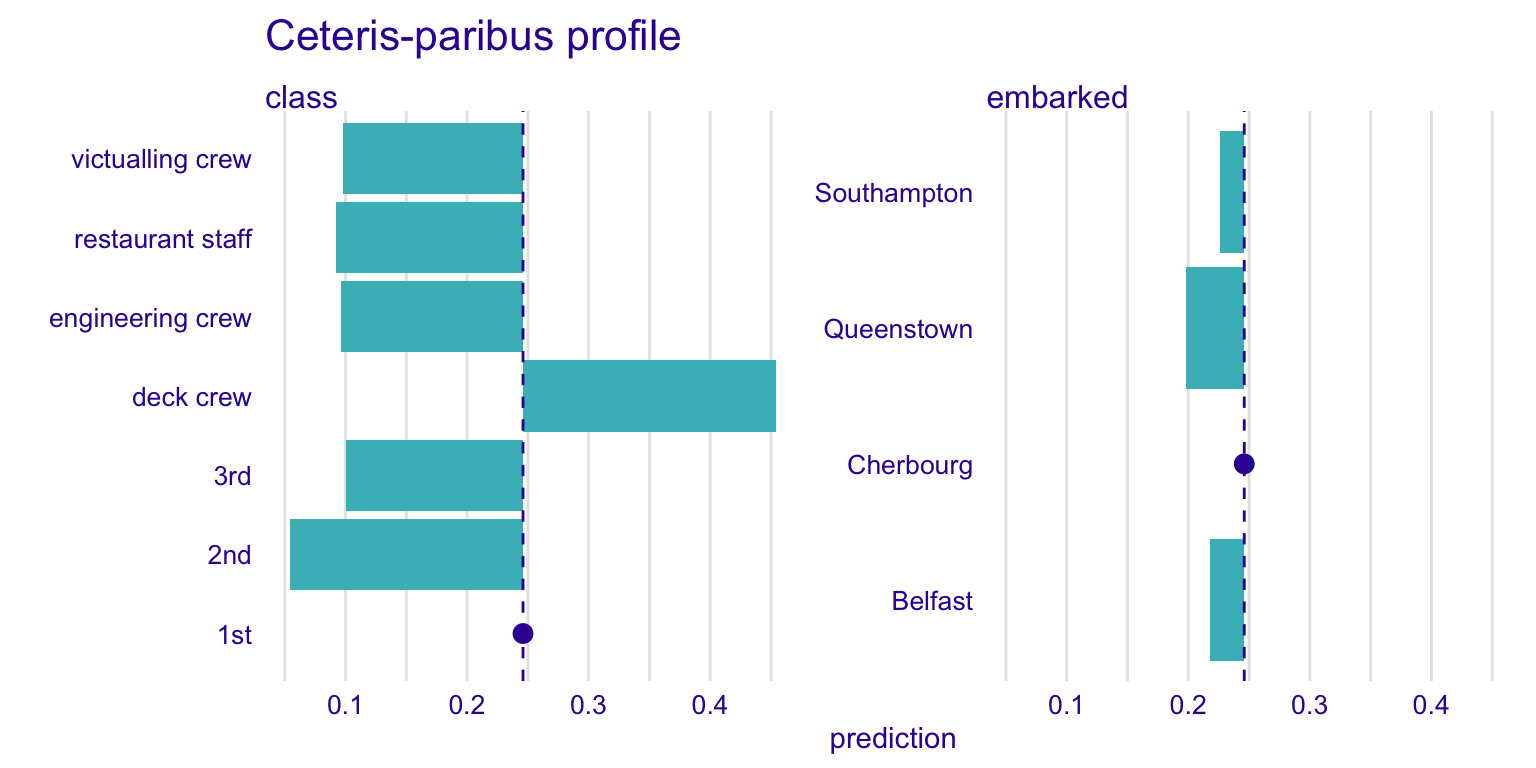 Ceteris-paribus profile
class
victualling crew
restaurant staff
engineering crew
deck crew
3rd
2nd
1st
0.1 0.2 0.3 0.4
embarked
Southampton
Queenstown
Cherbourg
Belfast
0.1 0.2 0.3 0.4
prediction